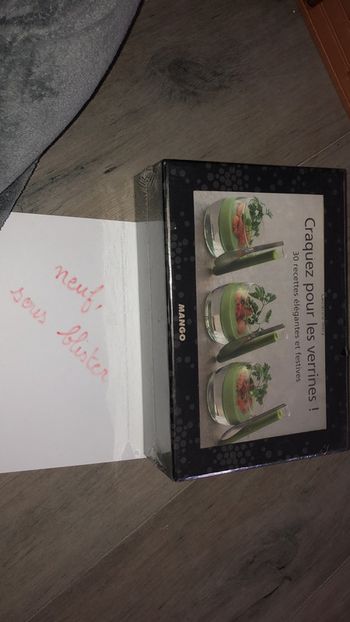 neuf,
sous blister
Craquez pour les verrines !
30 recettes élégantes et festives
MANGO